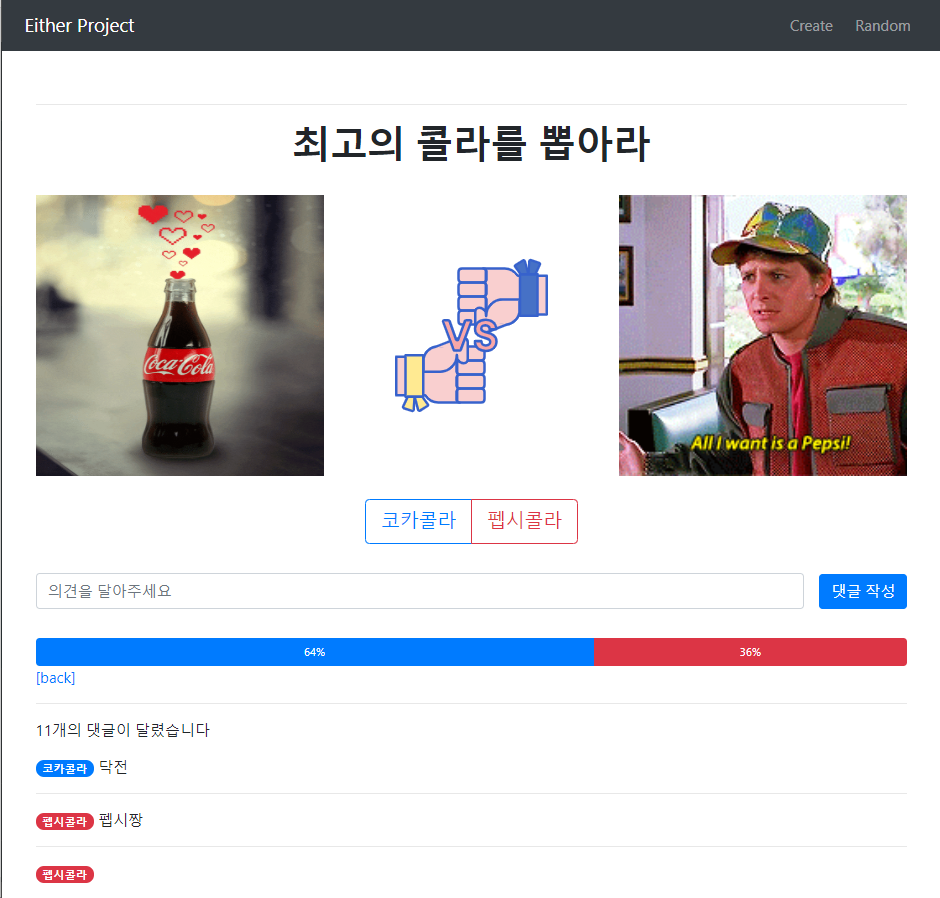 Either Project
Create Random
최고의 콜라를 뽑아라
Coca-Cola
VS
All I want is a Pepsi!
코카콜라 펩시콜라
의견을 달아주세요 댓글 작성
64% 36%
[back]
11개의 댓글이 달렸습니다
코카콜라 닥전
펩시콜라 펩시짱
펩시콜라